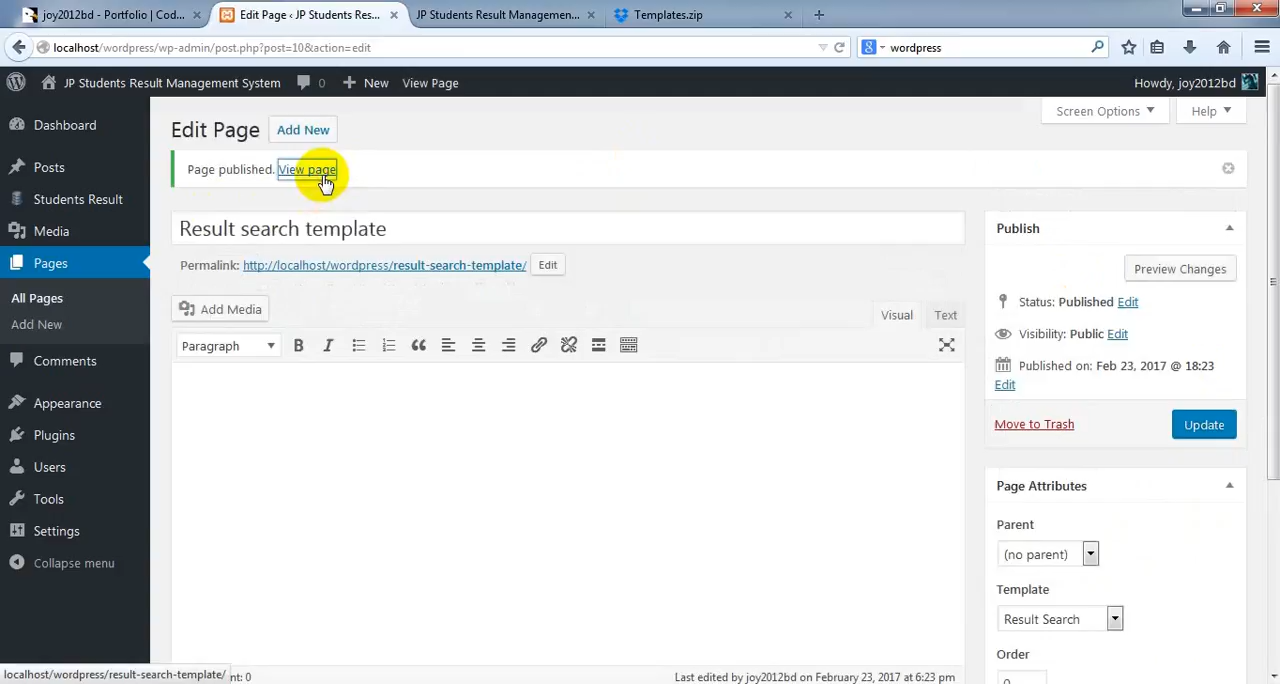 joy2012bd - Portfolio | Cod...
Edit Page ‹ JP Students Res...
JP Students Result Managemen...
Templates.zip
localhost/wordpress/wp-admin/post.php?post=10&action=edit
wordpress
JP Students Result Management System
0
New
View Page
Howdy, joy2012bd
Dashboard
Posts
Students Result
Media
Pages
All Pages
Add New
Comments
Appearance
Plugins
Users
Tools
Settings
Collapse menu
Screen Options
Help
Edit Page
Add New
Page published. View page
Result search template
Permalink: http://localhost/wordpress/result-search-template/ Edit
Add Media
Visual
Text
Paragraph
Publish
Preview Changes
Status: Published Edit
Visibility: Public Edit
Published on: Feb 23, 2017 @ 18:23
Edit
Move to Trash
Update
Page Attributes
Parent
(no parent)
Template
Result Search
Order
0
localhost/wordpress/result-search-template/
nt: 0
Last edited by joy2012bd on February 23, 2017 at 6:23 pm